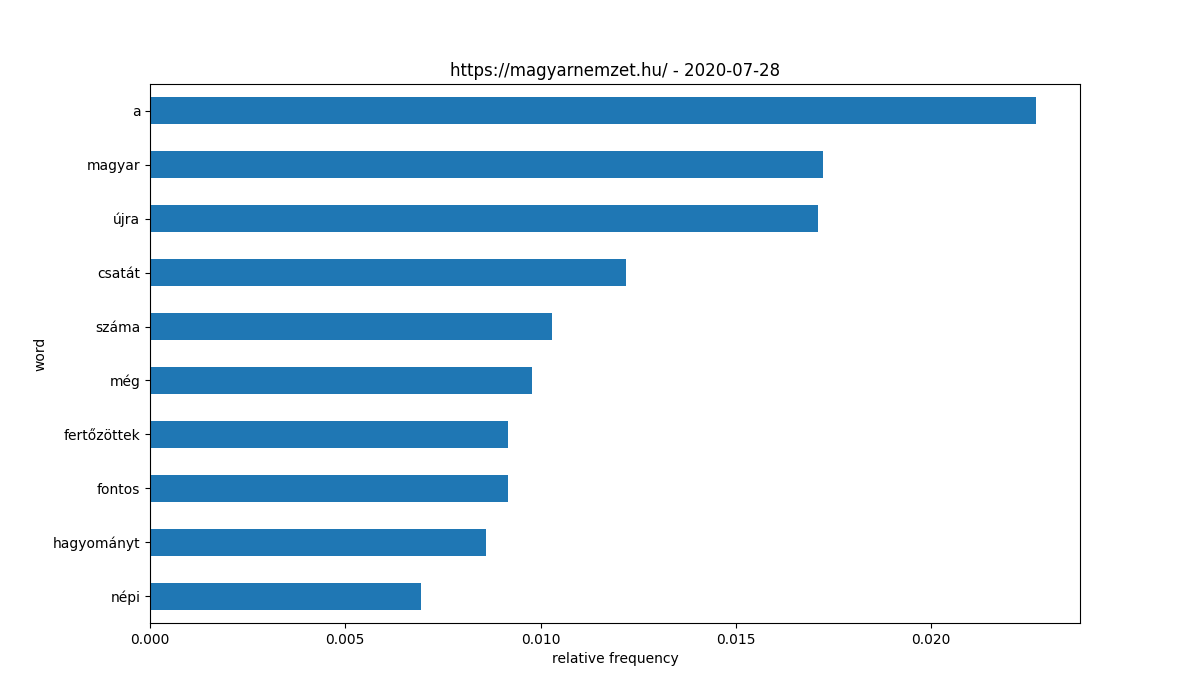 https://magyarnemzet.hu/ - 2020-07-28
a
magyar
újra
csatát
száma
még
fertőzöttek
fontos
hagyományt
népi
word
0.000 0.005 0.010 0.015 0.020
relative frequency